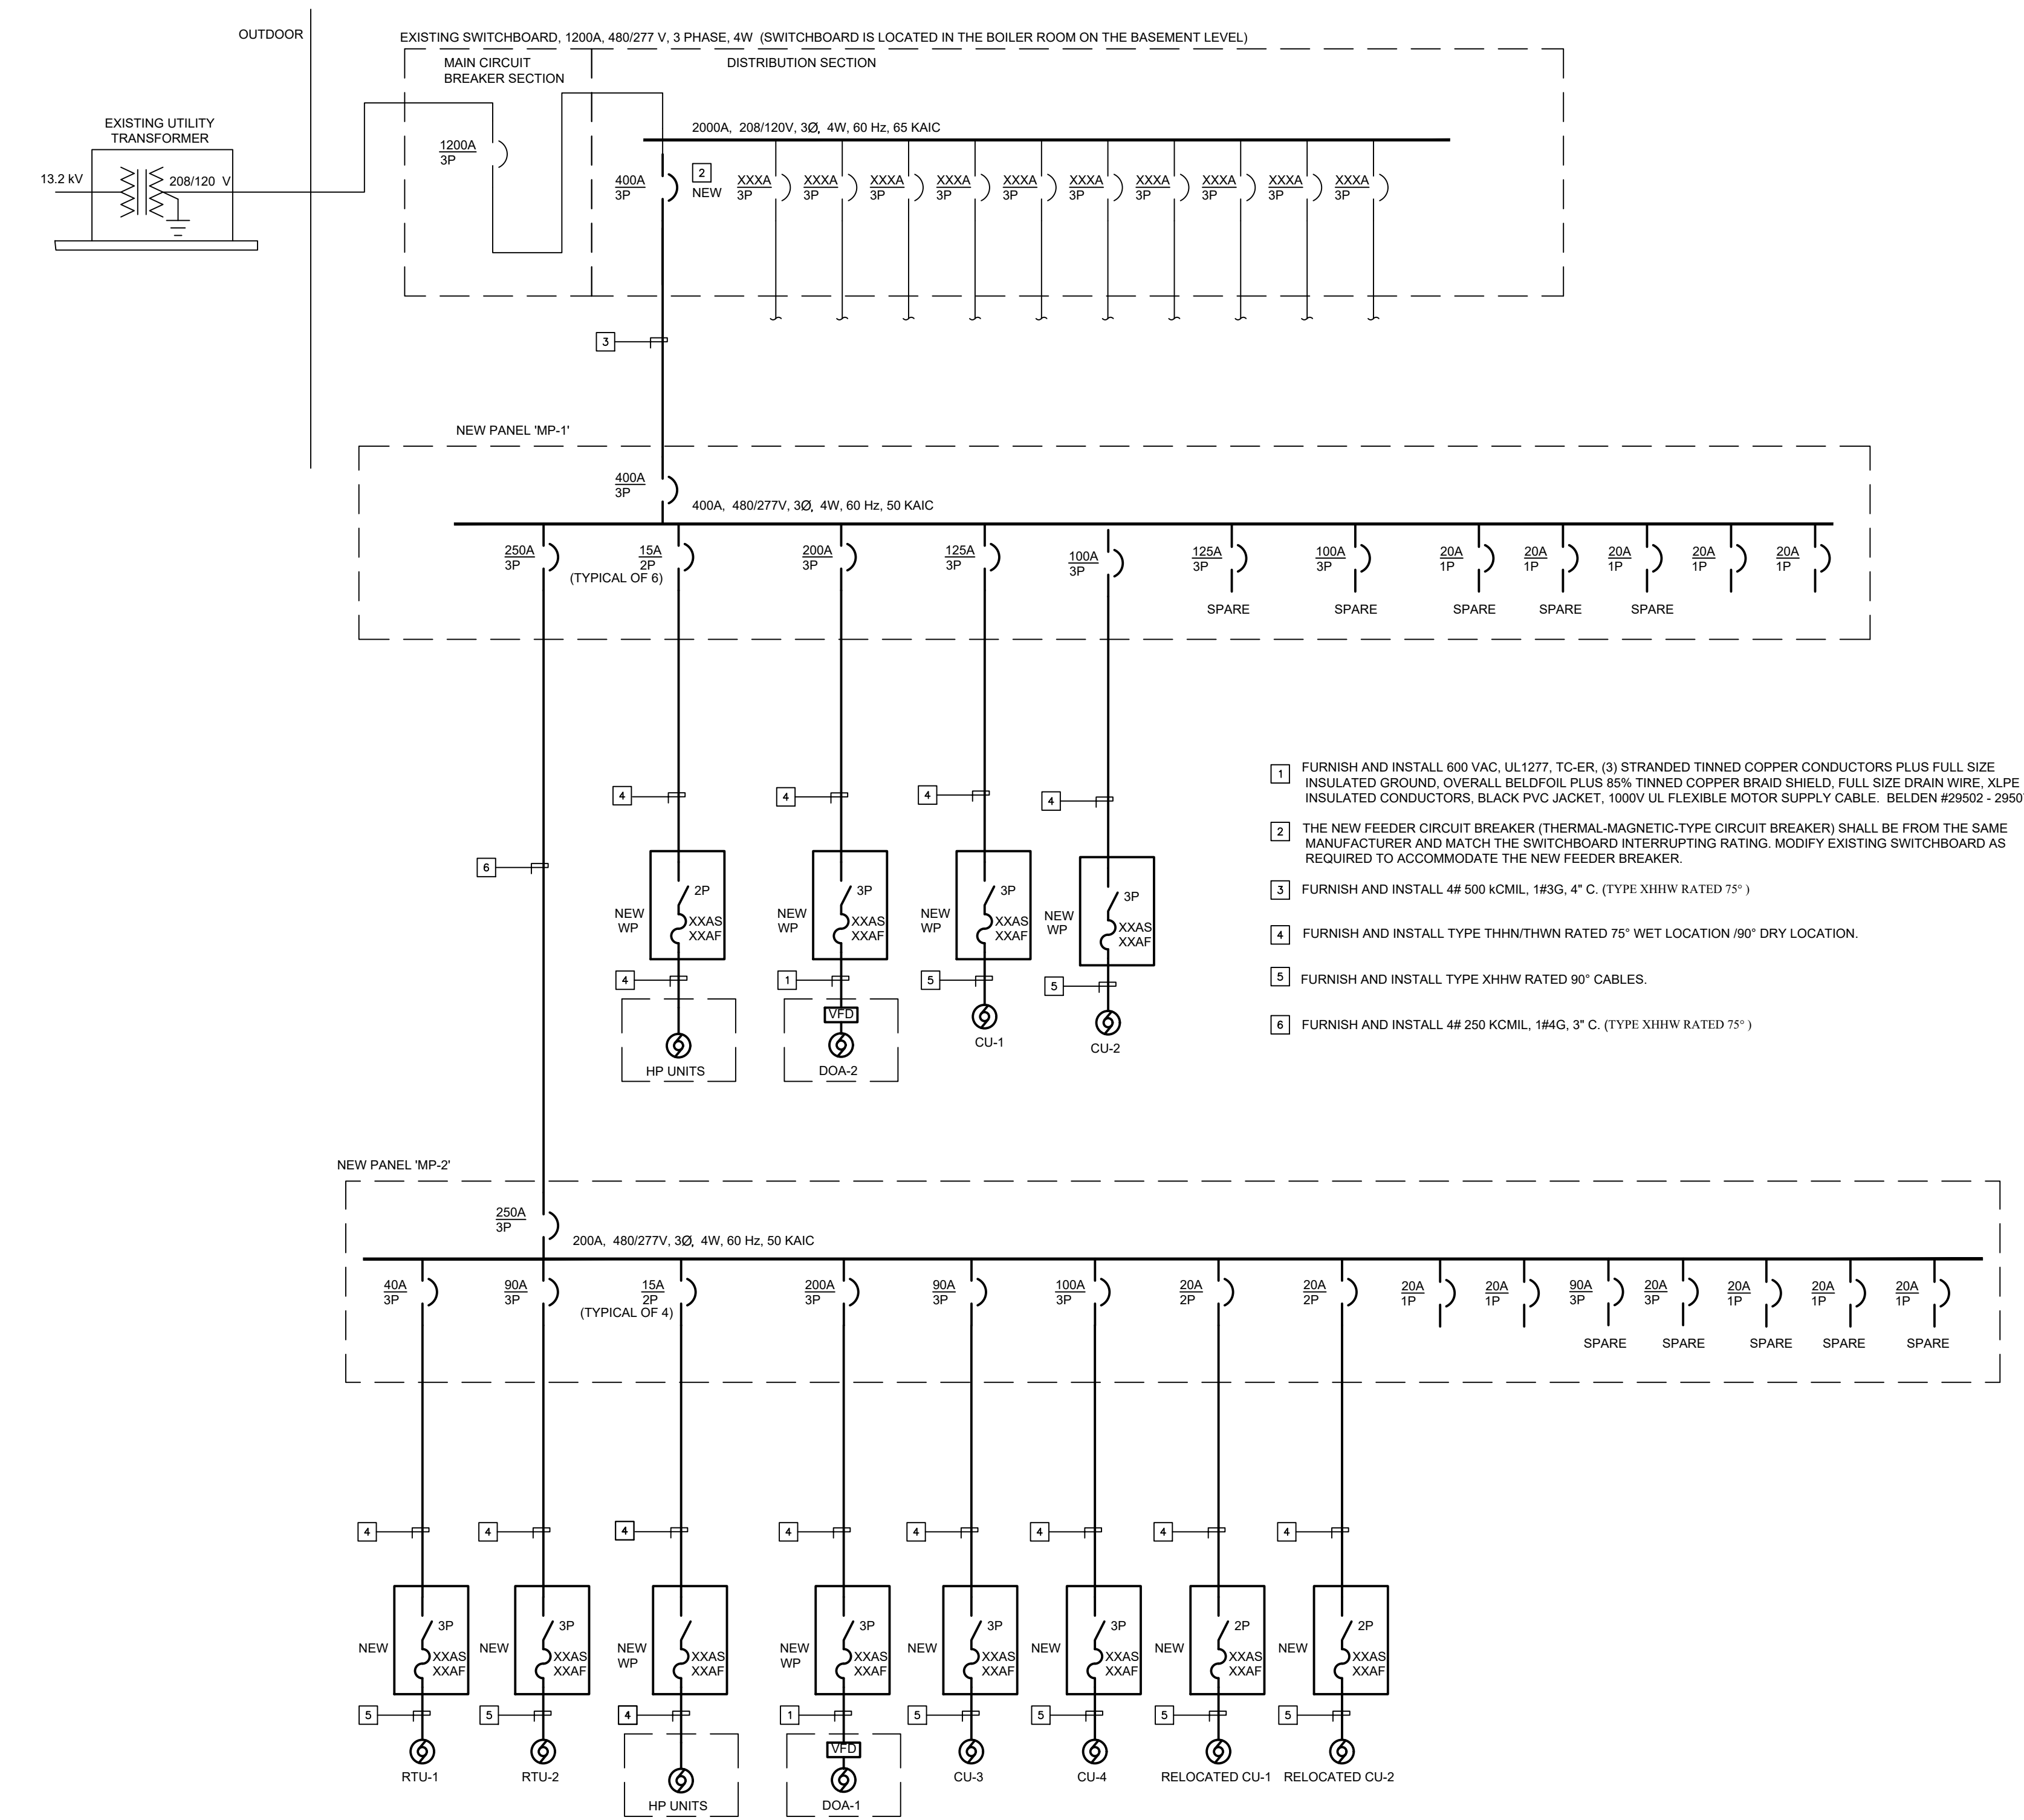 OUTDOOR
EXISTING SWITCHBOARD, 1200A, 480/277 V, 3 PHASE, 4W (SWITCHBOARD IS LOCATED IN THE BOILER ROOM ON THE BASEMENT LEVEL)
MAIN CIRCUIT
BREAKER SECTION
DISTRIBUTION SECTION
EXISTING UTILITY
TRANSFORMER
13.2 kV
208/120 V
1200A
3P
2000A, 208/120V, 3Ø, 4W, 60 Hz, 65 KAIC
400A
3P
2
NEW
XXXA
3P
XXXA
3P
XXXA
3P
XXXA
3P
XXXA
3P
XXXA
3P
XXXA
3P
XXXA
3P
XXXA
3P
XXXA
3P
3
NEW PANEL 'MP-1'
400A
3P
400A, 480/277V, 3Ø, 4W, 60 Hz, 50 KAIC
250A
3P
15A
2P
(TYPICAL OF 6)
200A
3P
125A
3P
100A
3P
125A
3P
SPARE
100A
3P
SPARE
20A
1P
SPARE
20A
1P
SPARE
20A
1P
SPARE
20A
1P
20A
1P
6
4
NEW
WP
2P
XXAS
XXAF
4
HP UNITS
4
NEW
WP
3P
XXAS
XXAF
1
VFD
DOA-2
4
NEW
WP
3P
XXAS
XXAF
5
CU-1
4
NEW
WP
3P
XXAS
XXAF
5
CU-2
1 FURNISH AND INSTALL 600 VAC, UL1277, TC-ER, (3) STRANDED TINNED COPPER CONDUCTORS PLUS FULL SIZE
INSULATED GROUND, OVERALL BELDFOIL PLUS 85% TINNED COPPER BRAID SHIELD, FULL SIZE DRAIN WIRE, XLPE
INSULATED CONDUCTORS, BLACK PVC JACKET, 1000V UL FLEXIBLE MOTOR SUPPLY CABLE. BELDEN #29502 -
2 THE NEW FEEDER CIRCUIT BREAKER (THERMAL-MAGNETIC-TYPE CIRCUIT BREAKER) SHALL BE FROM THE SAME
MANUFACTURER AND MATCH THE SWITCHBOARD INTERRUPTING RATING. MODIFY EXISTING SWITCHBOARD AS
REQUIRED TO ACCOMMODATE THE NEW FEEDER BREAKER.
3 FURNISH AND INSTALL 4# 500 kCMIL, 1#3G, 4" C. (TYPE XHHW RATED 75° )
4 FURNISH AND INSTALL TYPE THHN/THWN RATED 75° WET LOCATION /90° DRY LOCATION.
5 FURNISH AND INSTALL TYPE XHHW RATED 90° CABLES.
6 FURNISH AND INSTALL 4# 250 KCMIL, 1#4G, 3" C. (TYPE XHHW RATED 75° )
NEW PANEL 'MP-2'
250A
3P
200A, 480/277V, 3Ø, 4W, 60 Hz, 50 KAIC
40A
3P
90A
3P
15A
2P
(TYPICAL OF 4)
200A
3P
90A
3P
100A
3P
20A
2P
20A
2P
20A
1P
20A
1P
90A
3P
SPARE
20A
3P
SPARE
20A
1P
SPARE
20A
1P
SPARE
20A
1P
SPARE
4
NEW
3P
XXAS
XXAF
5
RTU-1
4
NEW
3P
XXAS
XXAF
5
RTU-2
4
NEW
WP
XXAS
XXAF
4
HP UNITS
4
NEW
WP
3P
XXAS
XXAF
1
VFD
DOA-1
4
NEW
3P
XXAS
XXAF
5
CU-3
4
NEW
3P
XXAS
XXAF
5
CU-4
4
NEW
2P
XXAS
XXAF
5
RELOCATED CU-1
4
NEW
2P
XXAS
XXAF
5
RELOCATED CU-2